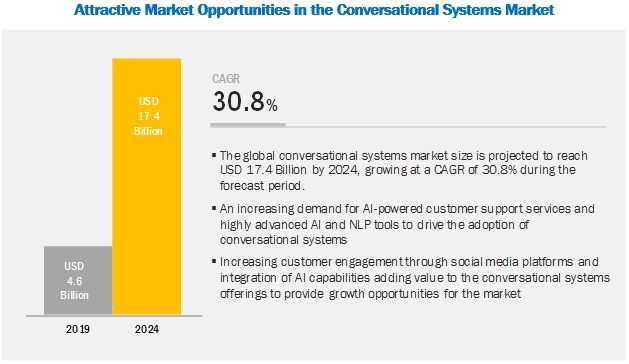 Attractive Market Opportunities in the Conversational Systems Market
USD
17.4
Billion
USD
4.6
Billion
2019
2024
CAGR
30.8%
▪ The global conversational systems market size is projected to reach
USD 17.4 Billion by 2024, growing at a CAGR of 30.8% during the
forecast period.
▪ An increasing demand for AI-powered customer support services and
highly advanced AI and NLP tools to drive the adoption of
conversational systems
▪ Increasing customer engagement through social media platforms and
integration of AI capabilities adding value to the conversational systems
offerings to provide growth opportunities for the market